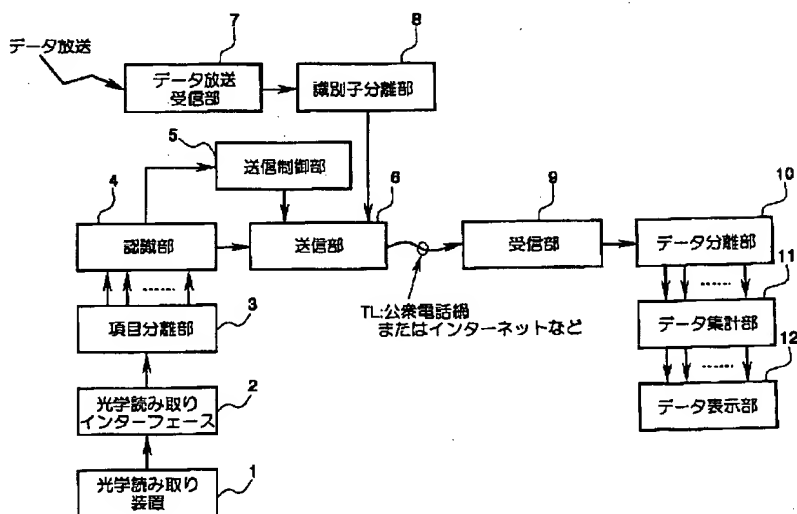 7
8
データ放送
データ放送
受信部
識別子分離部
5
送信制御部
4
6
9
10
認識部
送信部
受信部
データ分離部
‥‥‥
‥‥‥
11
3
TL:公衆電話網
またはインターネットなど
項目分離部
データ集計部
2
‥‥‥
12
光学読み取り
インターフェース
データ表示部
1
光学読み取り
装置